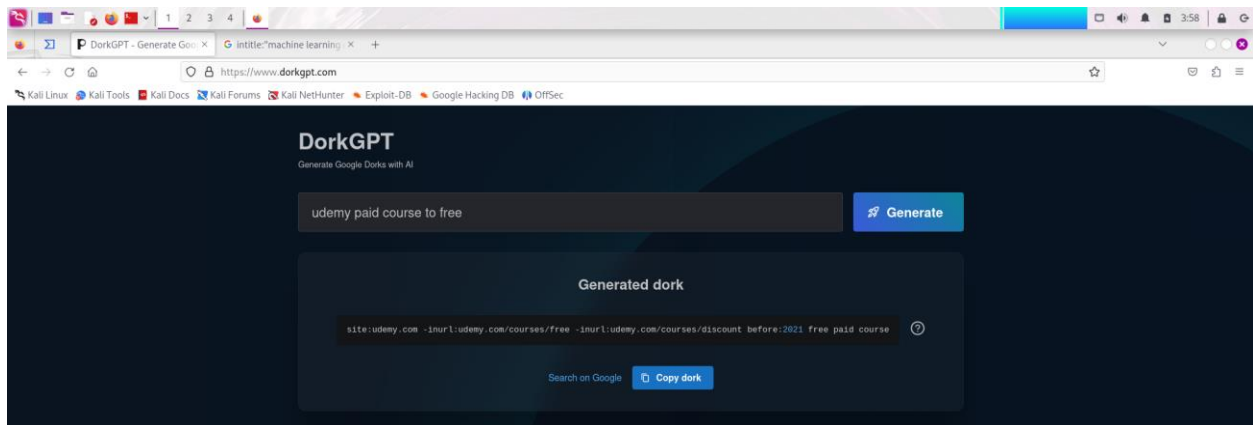 1 2 3 4
3:58
DorkGPT - Generate Goo
G intitle:"machine learning
https://www.dorkgpt.com
Kali Linux Kali Tools Kali Docs Kali Forums Kali NetHunter Exploit-DB Google Hacking DB OffSec
DorkGPT
Generate Google Dorks with AI
udemy paid course to free
Generate
Generated dork
site:udemy.com -inurl:udemy.com/courses/free -inurl:udemy.com/courses/discount before:2021 free paid course
Search on Google
Copy dork